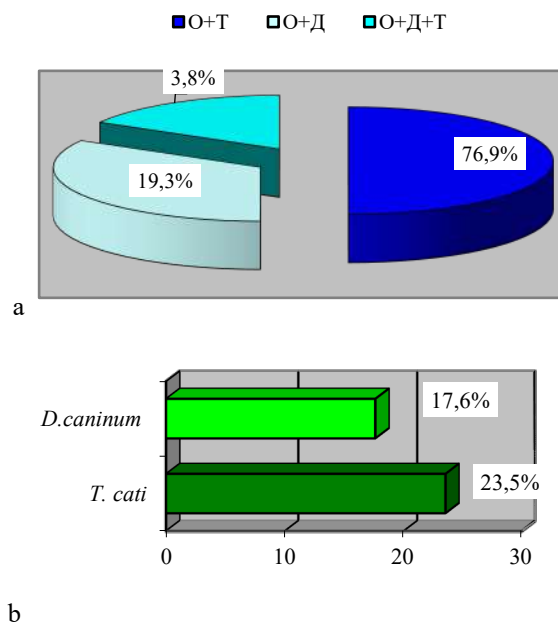 О+Т О+Д О+Д+Т
3,8%
76,9%
19,3%
a
D.caninum
17,6%
T. cati
23,5%
0 10 20 30
b